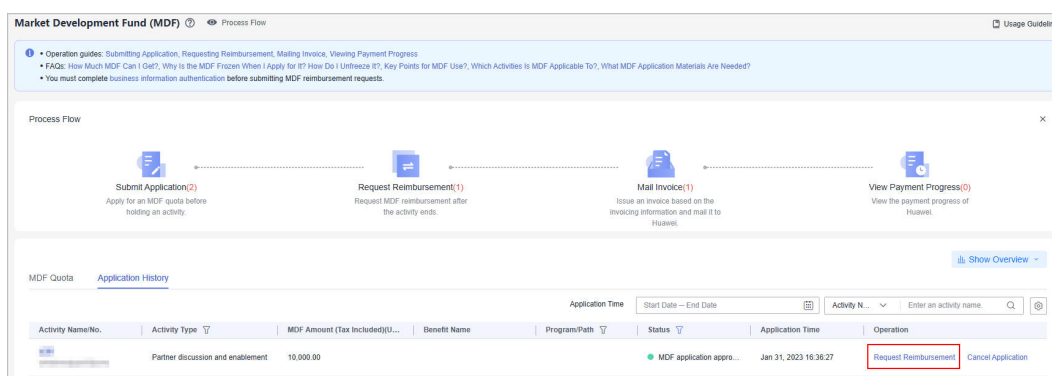 Market Development Fund (MDF) Process Flow Usage Guidelin
• Operation guides: Submitting Application, Requesting Reimbursement, Mailing Invoice, Viewing Payment Progress
• FAQs: How Much MDF Can I Get?, Why Is the MDF Frozen When I Apply for It? How Do I Unfreeze It?, Key Points for MDF Use?, Which Activities Is MDF Applicable To?, What MDF Application Materials Are Needed?
• You must complete business information authentication before submitting MDF reimbursement requests.
Process Flow
Submit Application(2) Request Reimbursement(1) Mail Invoice(1) View Payment Progress(0)
Apply for an MDF quota before Request MDF reimbursement after Issue an invoice based on the View the payment progress of
holding an activity. the activity ends. invoicing information and mail it to Huawei.
Huawei.
Show Overview
MDF Quota Application History
Application Time Start Date – End Date Activity N... Enter an activity name.
Activity Name/No. Activity Type MDF Amount (Tax Included)(U... Benefit Name Program/Path Status Application Time Operation
Partner discussion and enablement 10,000.00 MDF application appro... Jan 31, 2023 16:36:27 Request Reimbursement Cancel Application